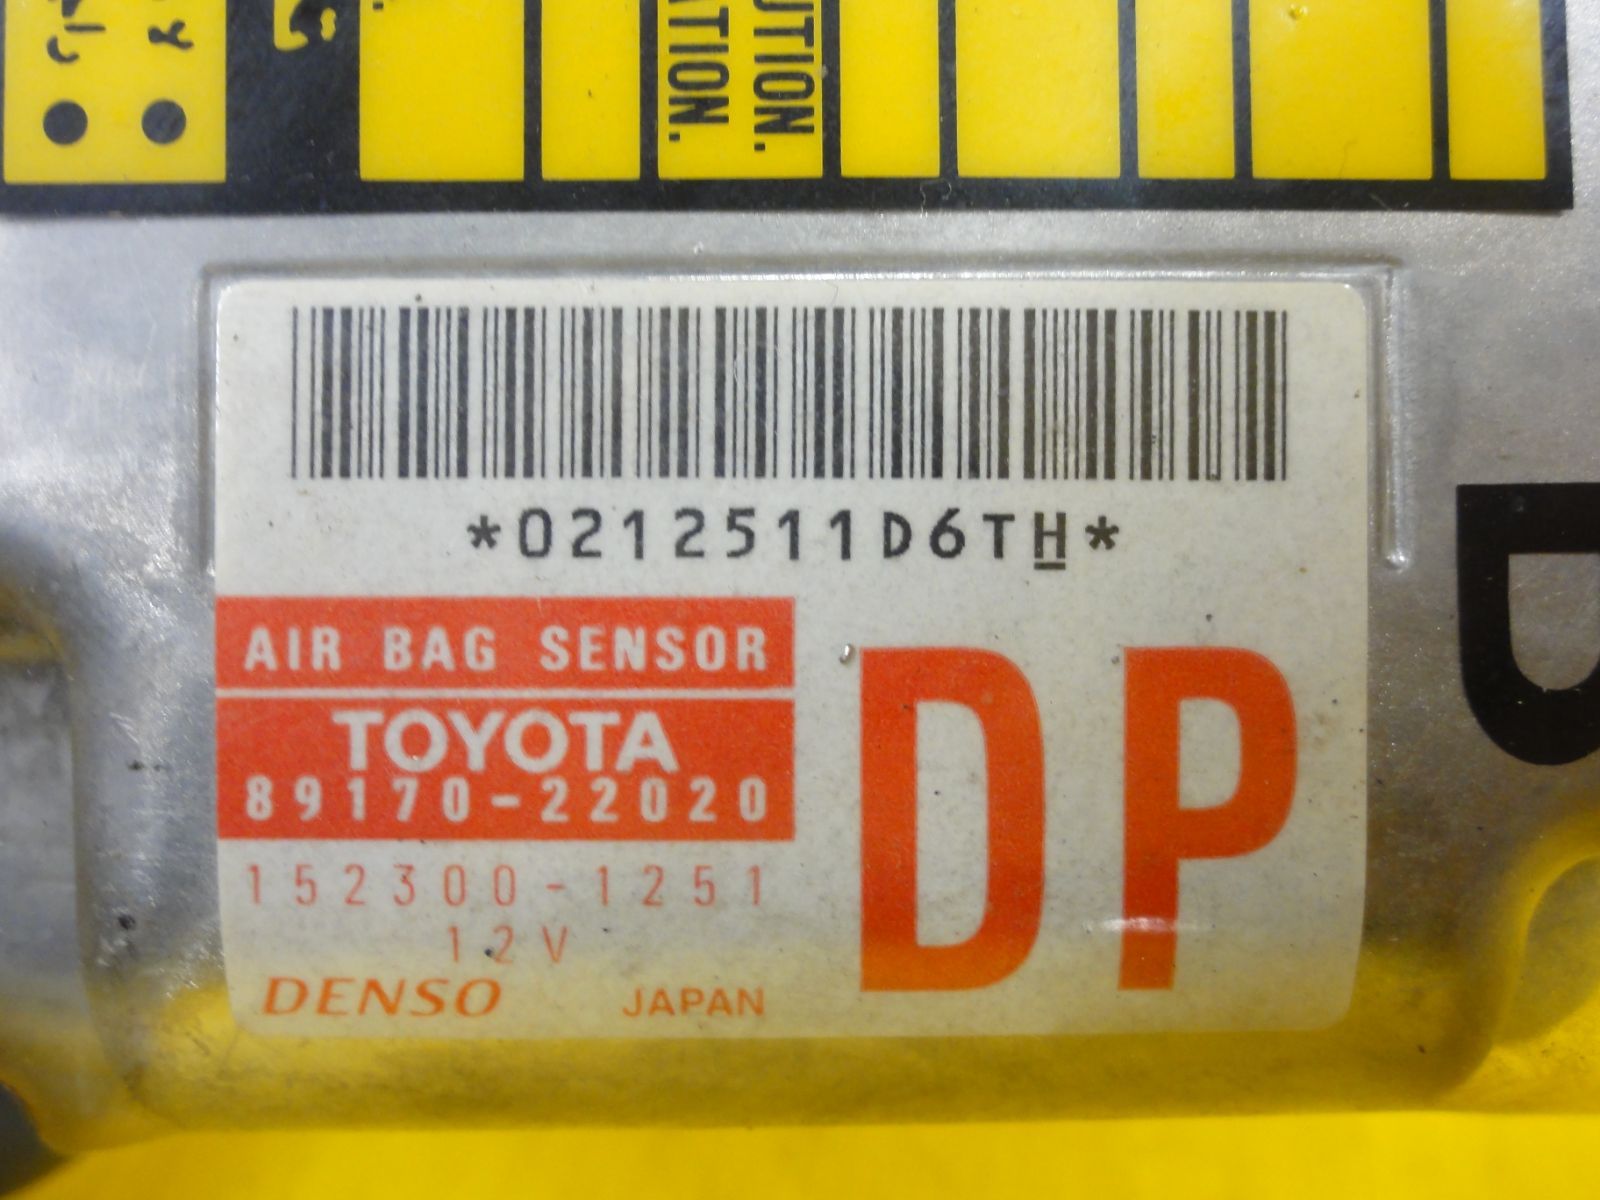 UTION.
ATION.
*0212511D6TH*
AIR BAG SENSOR
TOYOTA
89170-22020
152300-1251
12V
DENSO JAPAN
DP